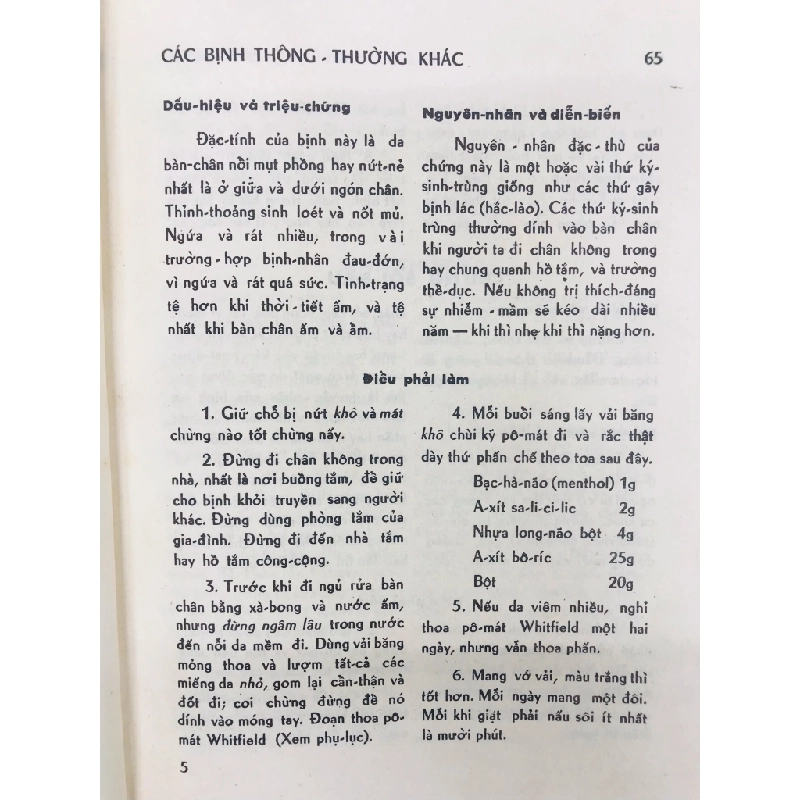 CÁC BỊNH THÔNG - THƯỜNG KHÁC 65
Dấu-hiệu và triệu-chứng
Đặc-tính của bịnh này là da
bàn-chân nồi mụt phồng hay nứt-nẻ
nhất là ở giữa và dưới ngón chân.
Thỉnh-thoảng sinh loét và nốt mủ.
Ngứa và rát nhiều, trong vài
trường-hợp bịnh-nhân đau-đớn,
vì ngứa và rát quá sức. Tình-trạng
tệ hơn khi thời-tiết ấm, và tệ
nhất khi bàn chân ấm và ẩm.
Nguyên-nhân và diễn-biến
Nguyên - nhân đặc - thù của
chứng này là một hoặc vài thứ ký-
sinh-trùng giống như các thứ gây
bịnh lác (hắc-lào). Các thứ ký-sinh
trùng thường dính vào bàn chân
khi người ta đi chân không trong
hay chung quanh hồ tắm, và trường
thề-dục. Nếu không trị thích-đáng
sự nhiễm - mầm sẽ kéo dài nhiều
năm — khi thì nhẹ khi thì nặng hơn.
Điều phải làm
1. Giữ chỗ bị nứt khô và mát
chừng nào tốt chừng nấy.
2. Đừng đi chân không trong
nhà, nhất là nơi buồng tắm, đề giữ
cho bịnh khỏi truyền sang người
khác. Đừng dùng phòng tắm của
gia-đình. Đừng đi đến nhà tắm
hay hồ tắm công-cộng.
3. Trước khi đi ngủ rửa bàn
chân bằng xà-bong và nước ấm,
nhưng đừng ngâm lâu trong nước
đến nỗi da mềm đi. Dùng vải băng
mỏng thoa và lượm tất-cả các
miếng da nhỏ, gom lại cần-thận và
đốt đi; coi chừng đừng đề nó
dính vào móng tay. Đoạn thoa pô-
mát Whitfield (Xem phụ-lục).
4. Mỗi buồi sáng lấy vải băng
khô chùi kỹ pô-mát đi và rắc thật
dày thứ phấn chế theo toa sau đây.
Bạc-hà-não (menthol) 1g
A-xít sa-li-ci-lic 2g
Nhựa long-não bột 4g
A-xít bô-ríc 25g
Bột 20g
5. Nếu da viêm nhiều, nghỉ
thoa pô-mát Whitfield một hai
ngày, nhưng vẫn thoa phấn.
6. Mang vớ vải, màu trắng thì
tốt hơn. Mỗi ngày mang một đôi.
Mỗi khi giặt phải nấu sôi ít nhất
là mười phút.
5